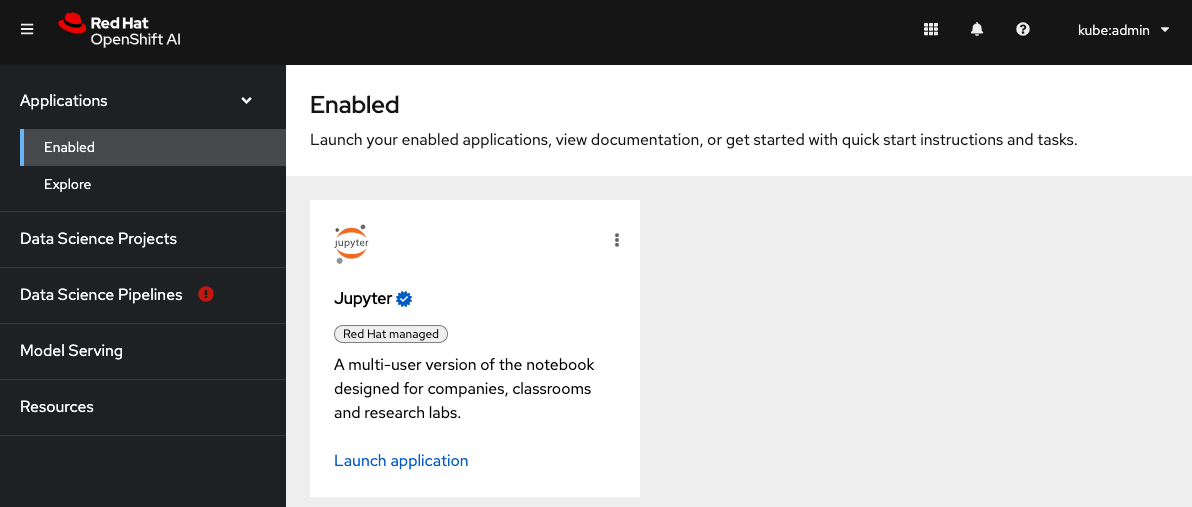 Red Hat
OpenShift AI
kube:admin
Applications
Enabled
Explore
Data Science Projects
Data Science Pipelines
Model Serving
Resources
Enabled
Launch your enabled applications, view documentation, or get started with quick start instructions and tasks.
jupyter
Jupyter
Red Hat managed
A multi-user version of the notebook
designed for companies, classrooms
and research labs.
Launch application